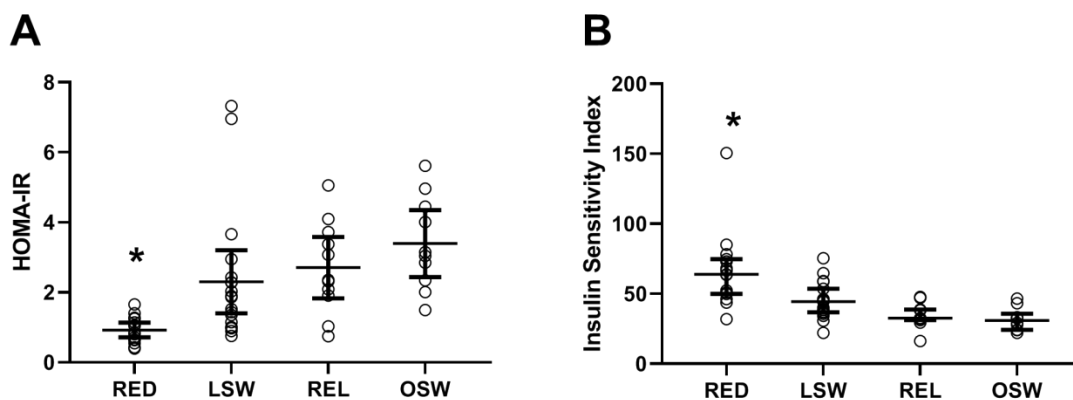 A
HOMA-IR
8
6
4
2
0
*
RED LSW REL OSW
B
Insulin Sensitivity Index
200
150
100
50
0
*
RED LSW REL OSW